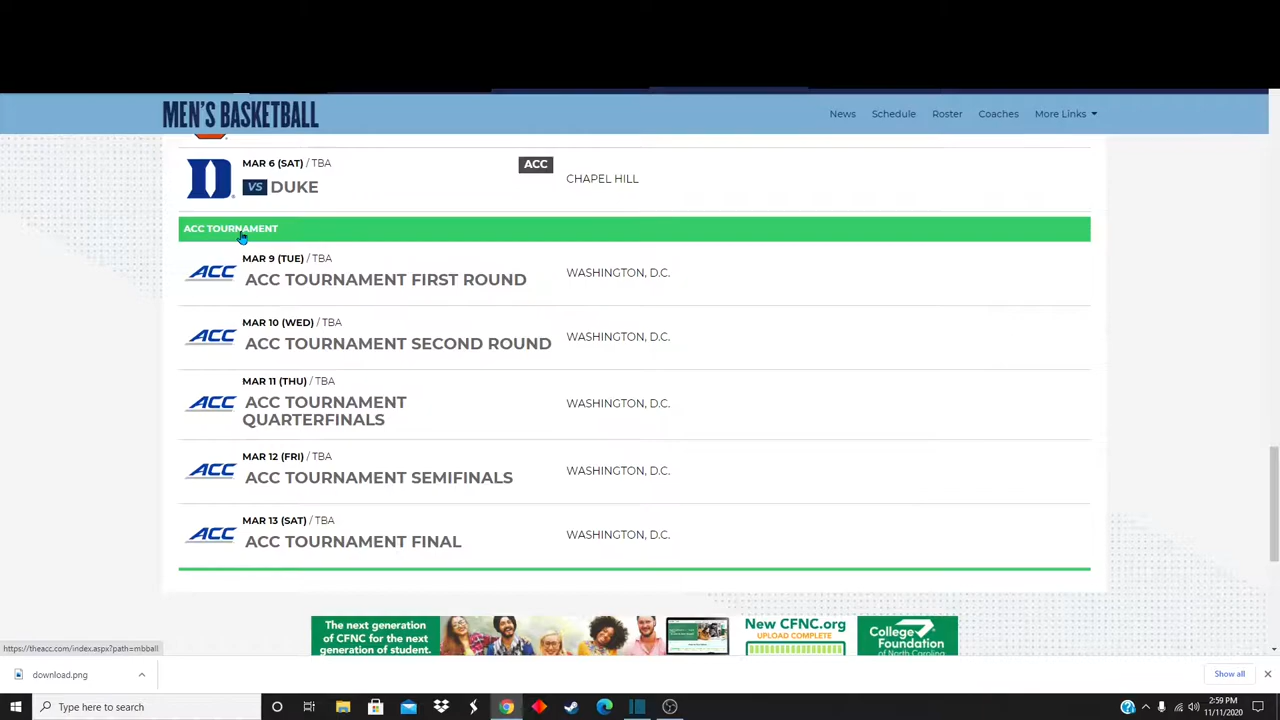 MEN'S BASKETBALL
News
Schedule
Roster
Coaches
More Links
MAR 6 (SAT) / TBA
ACC
VS DUKE
CHAPEL HILL
ACC TOURNAMENT
MAR 9 (TUE) / TBA
ACC
ACC TOURNAMENT FIRST ROUND
WASHINGTON, D.C.
MAR 10 (WED) / TBA
ACC
ACC TOURNAMENT SECOND ROUND
WASHINGTON, D.C.
MAR 11 (THU) / TBA
ACC
ACC TOURNAMENT
QUARTERFINALS
WASHINGTON, D.C.
MAR 12 (FRI) / TBA
ACC
ACC TOURNAMENT SEMIFINALS
WASHINGTON, D.C.
MAR 13 (SAT) / TBA
ACC
ACC TOURNAMENT FINAL
WASHINGTON, D.C.
The next generation
of CFNC for the next
generation of student.
New CFNC.org
UPLOAD COMPLETE
College
Foundation
of North Carolina
https://theacc.com/index.aspx?path=mbball
download.png
Show all
Type here to search
2:59 PM
11/11/2020